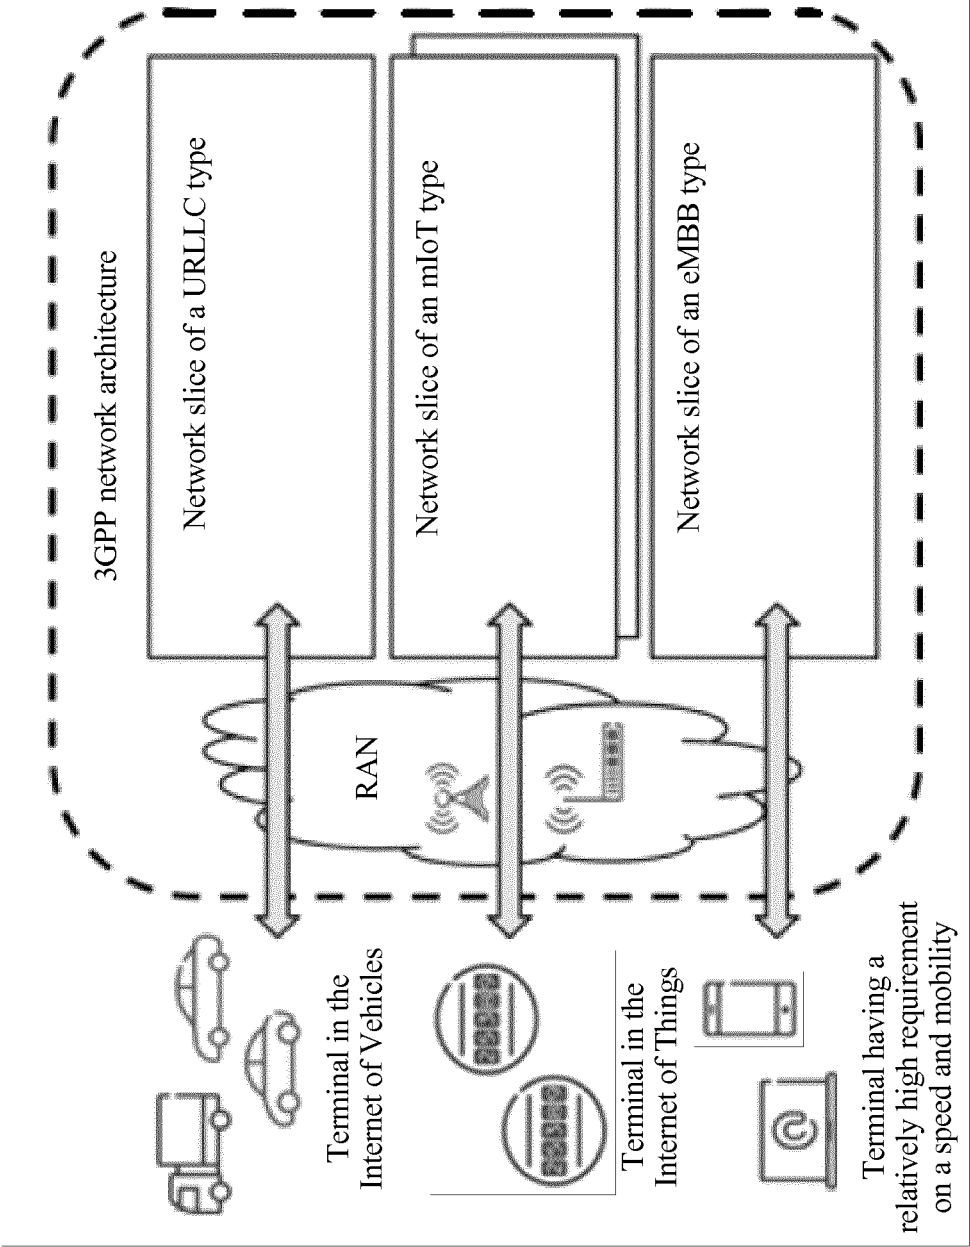 3GPP network architecture
Network slice of a URLLC type
Network slice of an mIoT type
Network slice of an eMBB type
RAN
Terminal in the
Internet of Vehicles
Terminal in the
Internet of Things
Terminal having a
relatively high requirement
on a speed and mobility